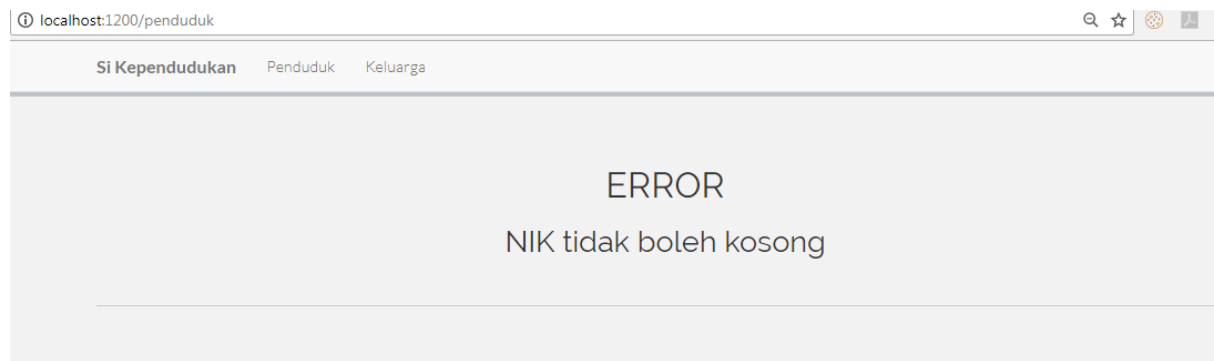 localhost:1200/penduduk
Si Kependudukan Penduduk Keluarga
ERROR
NIK tidak boleh kosong